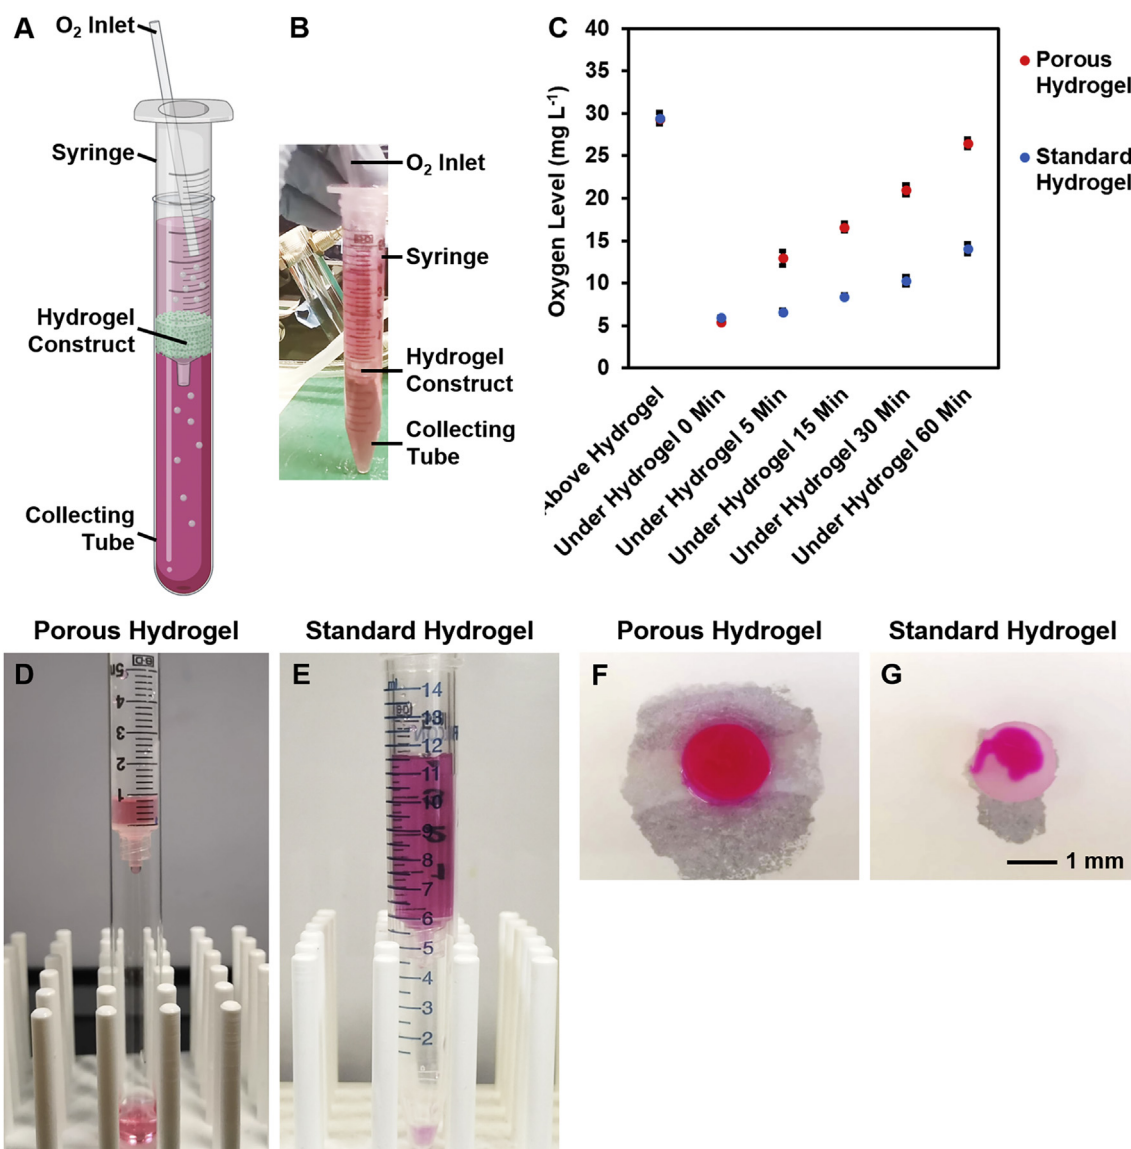 A
O₂ Inlet
Syringe
Hydrogel
Construct
Collecting
Tube
B
O₂ Inlet
Syringe
Hydrogel
Construct
Collecting
Tube
C
Oxygen Level (mg L⁻¹)
40
35
30
25
20
15
10
5
0
Above Hydrogel
Under Hydrogel 0 Min
Under Hydrogel 5 Min
Under Hydrogel 15 Min
Under Hydrogel 30 Min
Under Hydrogel 60 Min
Porous
Hydrogel
Standard
Hydrogel
Porous Hydrogel
Standard Hydrogel
Porous Hydrogel
Standard Hydrogel
D
B-D
5
4
3
2
1
E
ml
14
13
12
11
10
9
8
7
6
5
4
3
2
F
G
1 mm